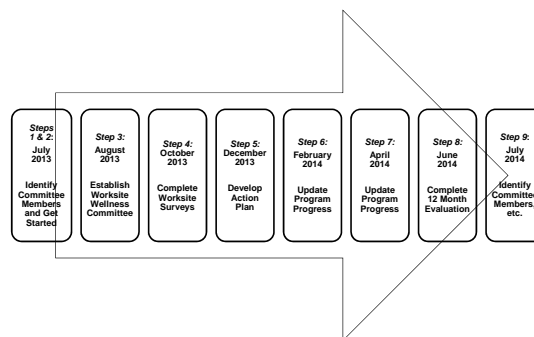 Steps
1 & 2:
July
2013
Identify
Committee
Members
and Get
Started
Step 3:
August
2013
Establish
Worksite
Wellness
Committee
Step 4:
October
2013
Complete
Worksite
Surveys
Step 5:
December
2013
Develop
Action
Plan
Step 6:
February
2014
Update
Program
Progress
Step 7:
April
2014
Update
Program
Progress
Step 8:
June
2014
Complete
12 Month
Evaluation
Step 9:
July
2014
Identify
Committee
Members,
etc.